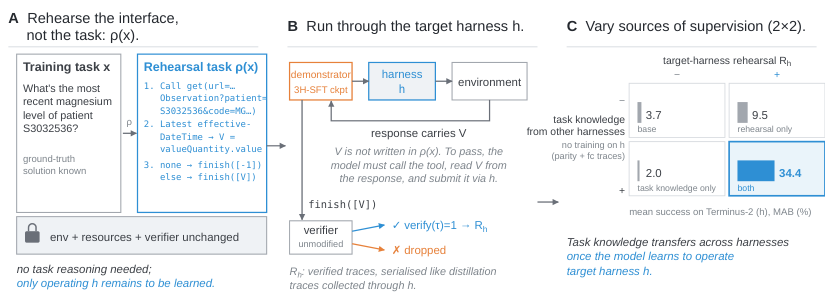 A Rehearse the interface,
not the task: ρ(x).
Training task x
What's the most
recent magnesium
level of patient
S3032536?
ground-truth
solution known
ρ
Rehearsal task ρ(x)
1. Call get(url=…
Observation?patient=
S3032536&code=MG…)
2. Latest effective-
DateTime → V =
valueQuantity.value
3. none → finish([-1])
else → finish([V])
env + resources + verifier unchanged
no task reasoning needed;
only operating h remains to be learned.
B Run through the target harness h.
demonstrator
3H-SFT ckpt
harness
h
environment
response carries V
V is not written in ρ(x). To pass, the
model must call the tool, read V from
the response, and submit it via h.
finish([V])
verifier
unmodified
✓ verify(τ)=1 → Rh
✗ dropped
Rh: verified traces, serialised like distillation
traces collected through h.
C Vary sources of supervision (2×2).
target-harness rehearsal Rh
− +
task knowledge
from other harnesses
no training on h
(parity + fc traces)
−
3.7
base
9.5
rehearsal only
+
2.0
task knowledge only
34.4
both
mean success on Terminus-2 (h), MAB (%)
Task knowledge transfers across harnesses
once the model learns to operate
target harness h.